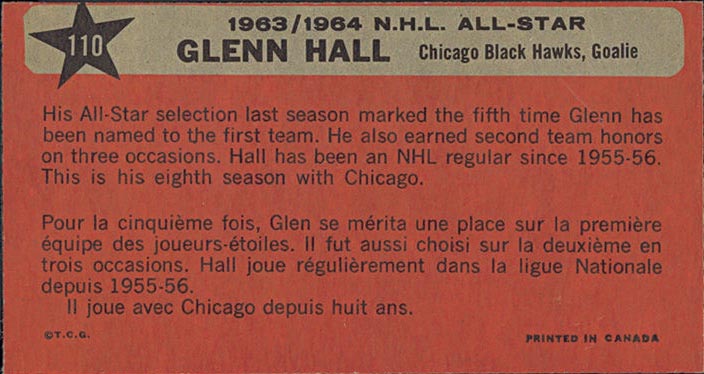 110
1963/1964 N.H.L. ALL-STAR
GLENN HALL Chicago Black Hawks, Goalie
His All-Star selection last season marked the fifth time Glenn has
been named to the first team. He also earned second team honors
on three occasions. Hall has been an NHL regular since 1955-56.
This is his eighth season with Chicago.
Pour la cinquième fois, Glen se mérita une place sur la première
équipe des joueurs-étoiles. Il fut aussi choisi sur la deuxième en
trois occasions. Hall joue régulièrement dans la ligue Nationale
depuis 1955-56.
Il joue avec Chicago depuis huit ans.
©T.C.G. PRINTED IN CANADA